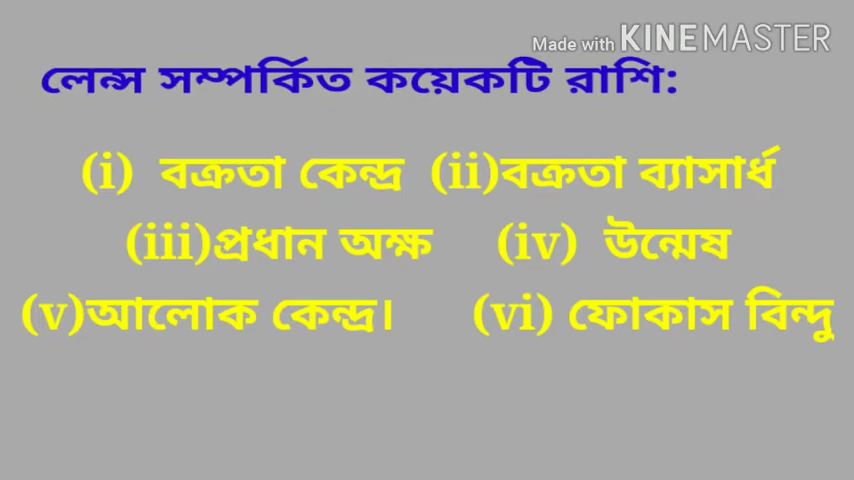 Made with KINEMASTER
লেন্স সম্পর্কিত কয়েকটি রাশি:
(i) বক্রতা কেন্দ্র (ii)বক্রতা ব্যাসার্ধ
(iii)প্রধান অক্ষ (iv) উন্মেষ
(v)আলোক কেন্দ্র। (vi) ফোকাস বিন্দু